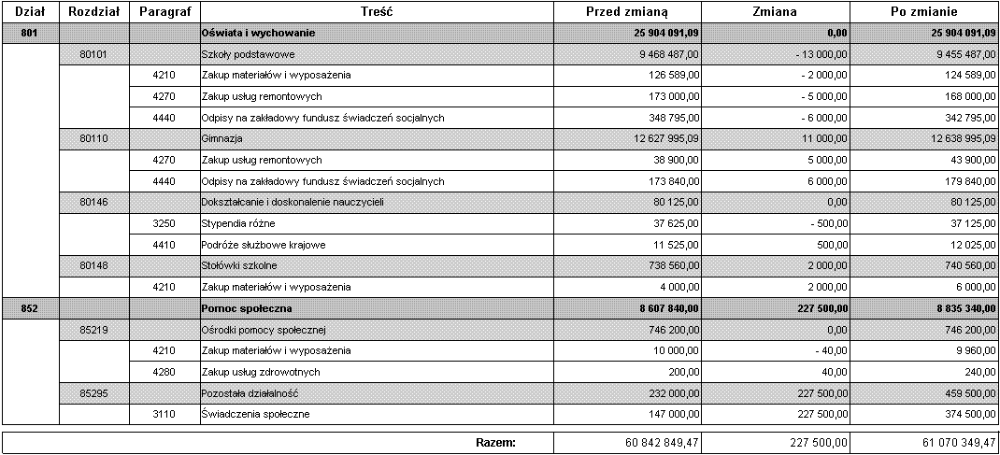 Dział Rozdział Paragraf Treść Przed zmianą Zmiana Po zmianie
801 Oświata i wychowanie 25 904 091,09 0,00 25 904 091,09
80101 Szkoły podstawowe 9 468 487,00 - 13 000,00 9 455 487,00
4210 Zakup materiałów i wyposażenia 126 589,00 - 2 000,00 124 589,00
4270 Zakup usług remontowych 173 000,00 - 5 000,00 168 000,00
4440 Odpisy na zakładowy fundusz świadczeń socjalnych 348 795,00 - 6 000,00 342 795,00
80110 Gimnazja 12 627 995,09 11 000,00 12 638 995,09
4270 Zakup usług remontowych 38 900,00 5 000,00 43 900,00
4440 Odpisy na zakładowy fundusz świadczeń socjalnych 173 840,00 6 000,00 179 840,00
80146 Dokształcanie i doskonalenie nauczycieli 80 125,00 0,00 80 125,00
3250 Stypendia różne 37 625,00 - 500,00 37 125,00
4410 Podróże służbowe krajowe 11 525,00 500,00 12 025,00
80148 Stołówki szkolne 738 560,00 2 000,00 740 560,00
4210 Zakup materiałów i wyposażenia 4 000,00 2 000,00 6 000,00
852 Pomoc społeczna 8 607 840,00 227 500,00 8 835 340,00
85219 Ośrodki pomocy społecznej 746 200,00 0,00 746 200,00
4210 Zakup materiałów i wyposażenia 10 000,00 - 40,00 9 960,00
4280 Zakup usług zdrowotnych 200,00 40,00 240,00
85295 Pozostała działalność 232 000,00 227 500,00 459 500,00
3110 Świadczenia społeczne 147 000,00 227 500,00 374 500,00
Razem: 60 842 849,47 227 500,00 61 070 349,47